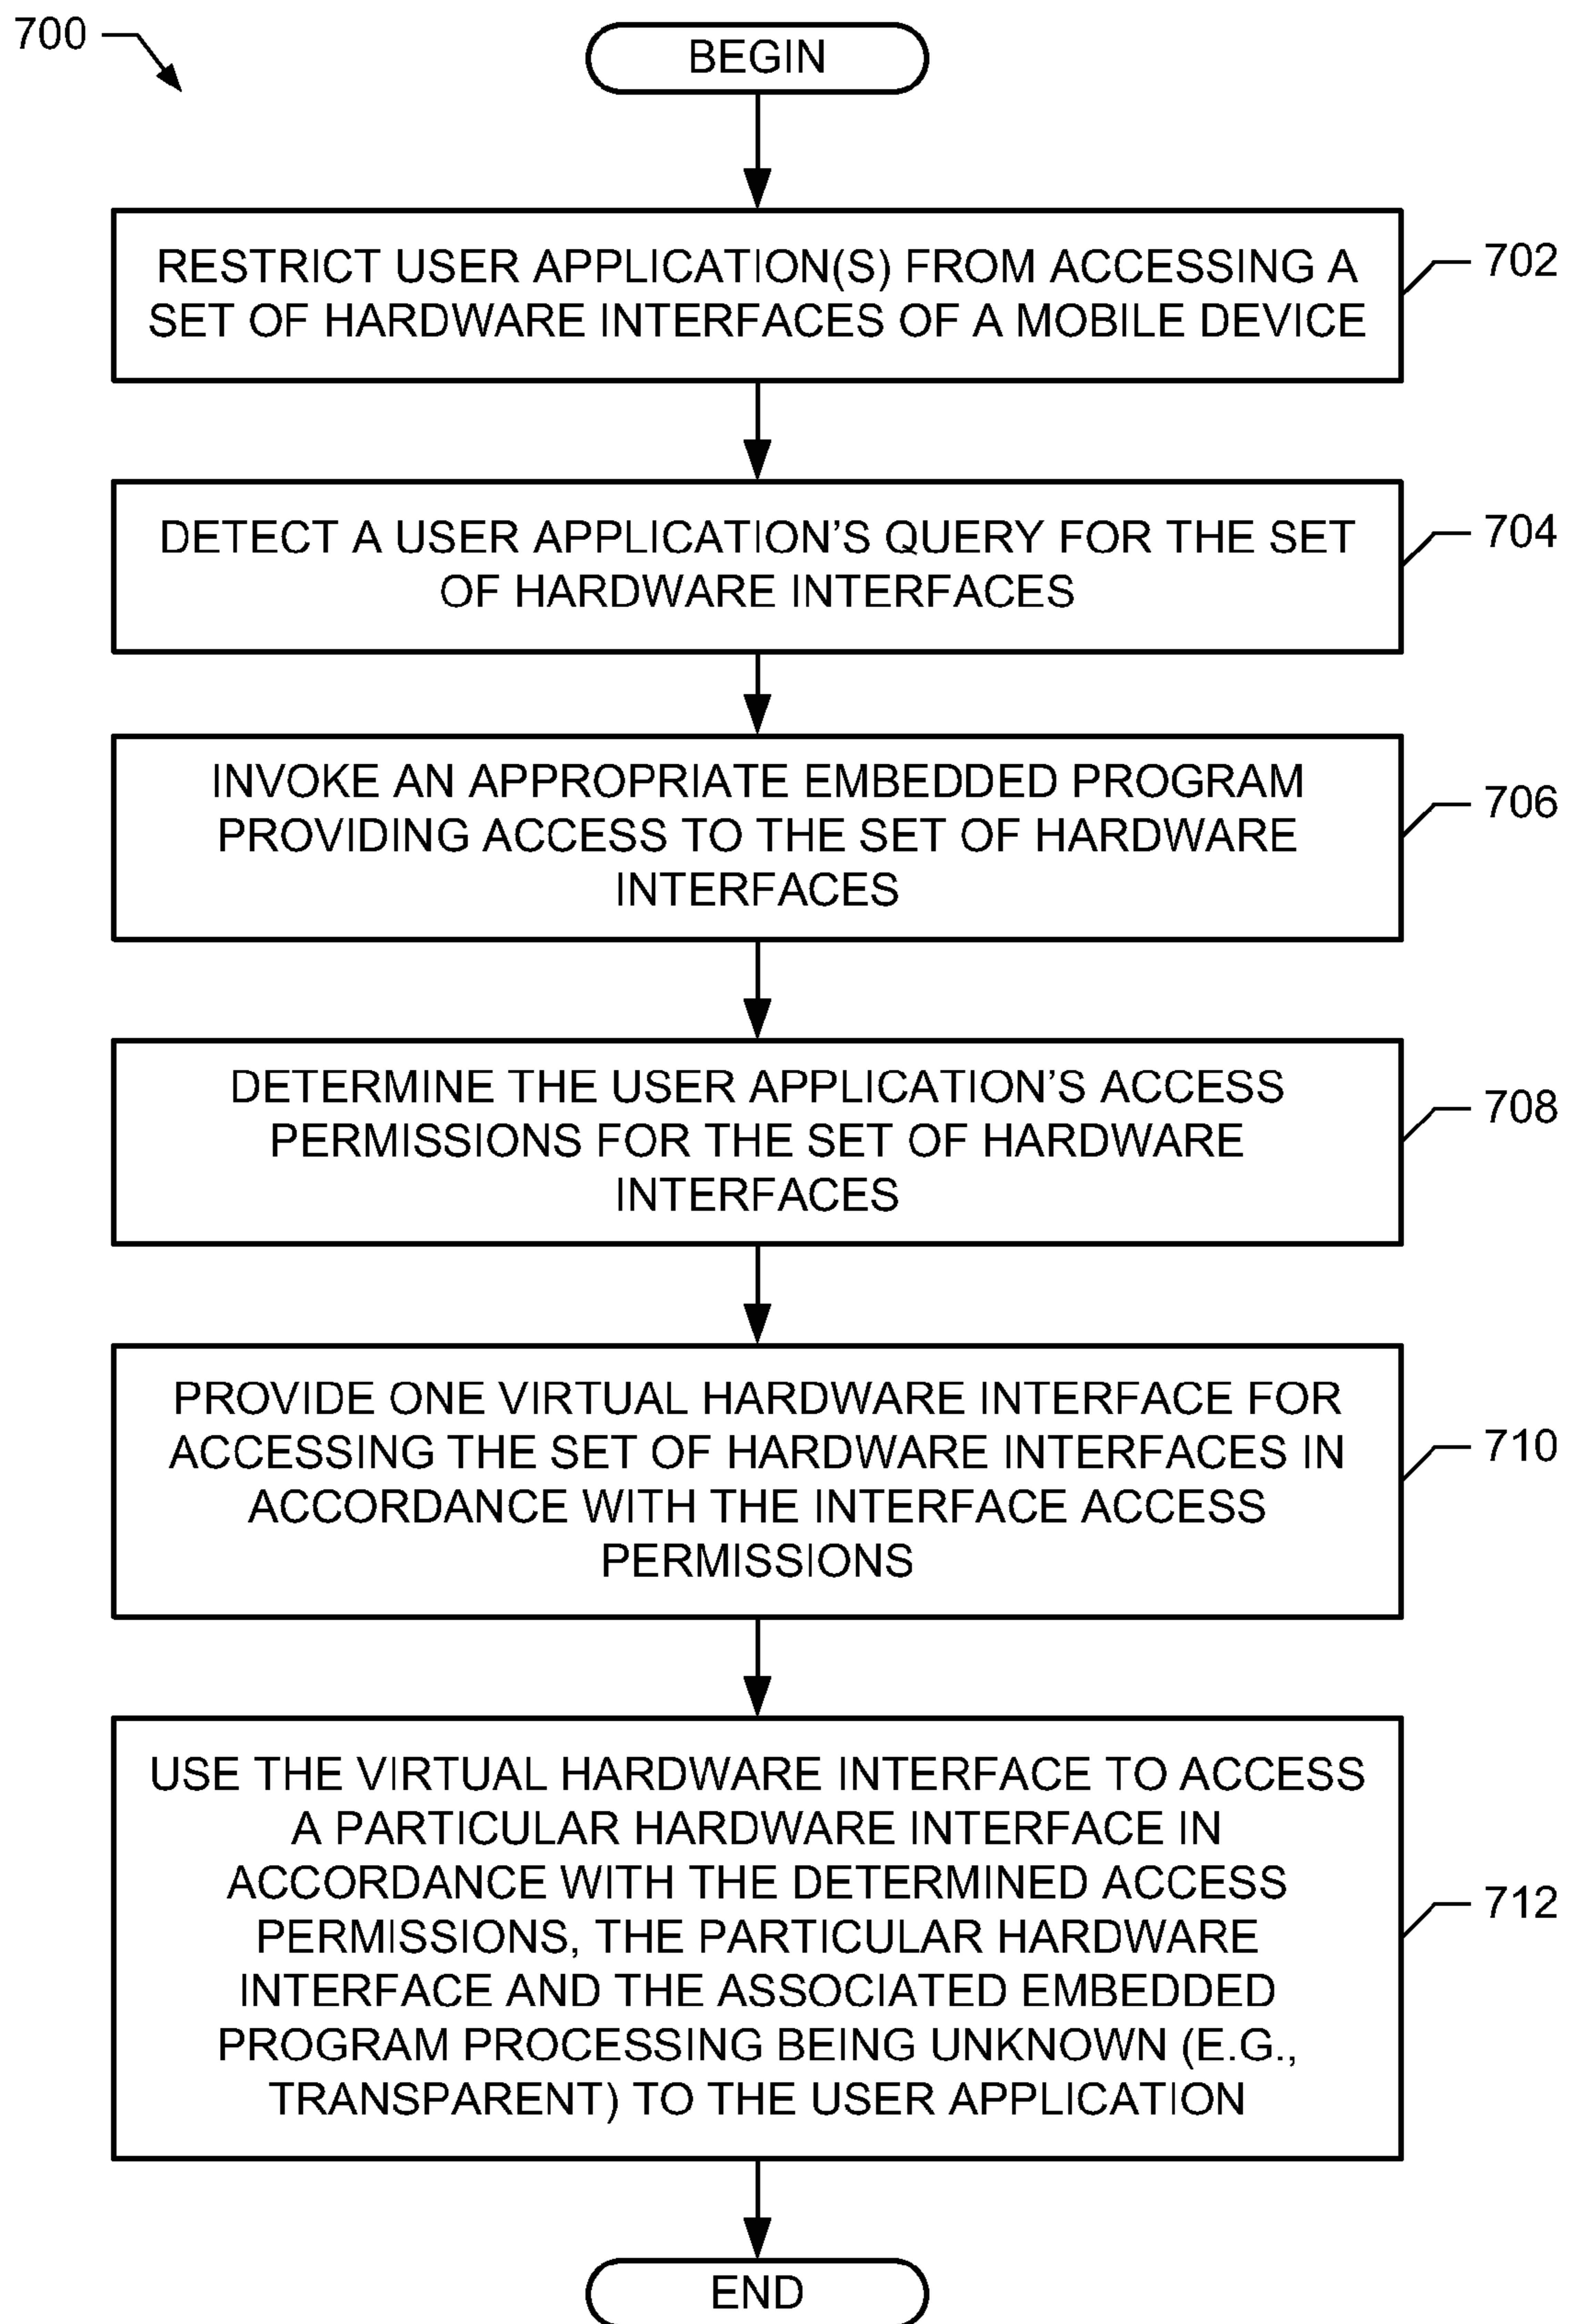 700
BEGIN
RESTRICT USER APPLICATION(S) FROM ACCESSING A
SET OF HARDWARE INTERFACES OF A MOBILE DEVICE
702
DETECT A USER APPLICATION'S QUERY FOR THE SET
OF HARDWARE INTERFACES
704
INVOKE AN APPROPRIATE EMBEDDED PROGRAM
PROVIDING ACCESS TO THE SET OF HARDWARE
INTERFACES
706
DETERMINE THE USER APPLICATION'S ACCESS
PERMISSIONS FOR THE SET OF HARDWARE
INTERFACES
708
PROVIDE ONE VIRTUAL HARDWARE INTERFACE FOR
ACCESSING THE SET OF HARDWARE INTERFACES IN
ACCORDANCE WITH THE INTERFACE ACCESS
PERMISSIONS
710
USE THE VIRTUAL HARDWARE INTERFACE TO ACCESS
A PARTICULAR HARDWARE INTERFACE IN
ACCORDANCE WITH THE DETERMINED ACCESS
PERMISSIONS, THE PARTICULAR HARDWARE
INTERFACE AND THE ASSOCIATED EMBEDDED
PROGRAM PROCESSING BEING UNKNOWN (E.G.,
TRANSPARENT) TO THE USER APPLICATION
712
END